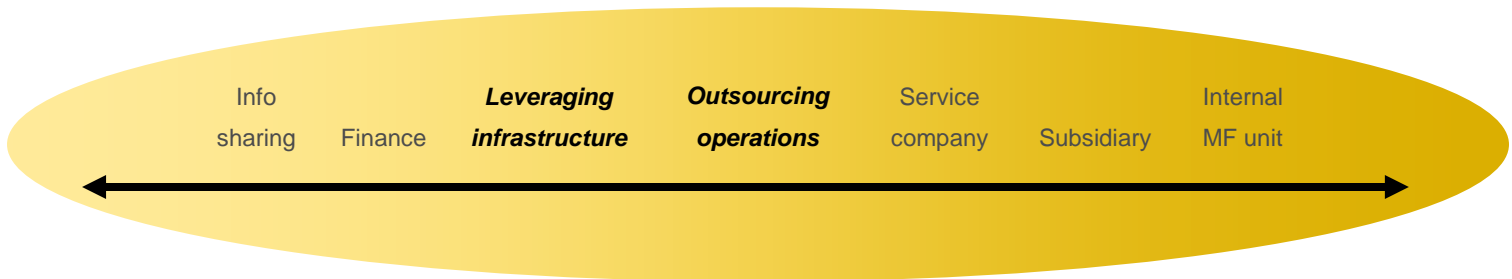 Info
sharing
Finance
Leveraging
infrastructure
Outsourcing
operations
Service
company
Subsidiary
Internal
MF unit